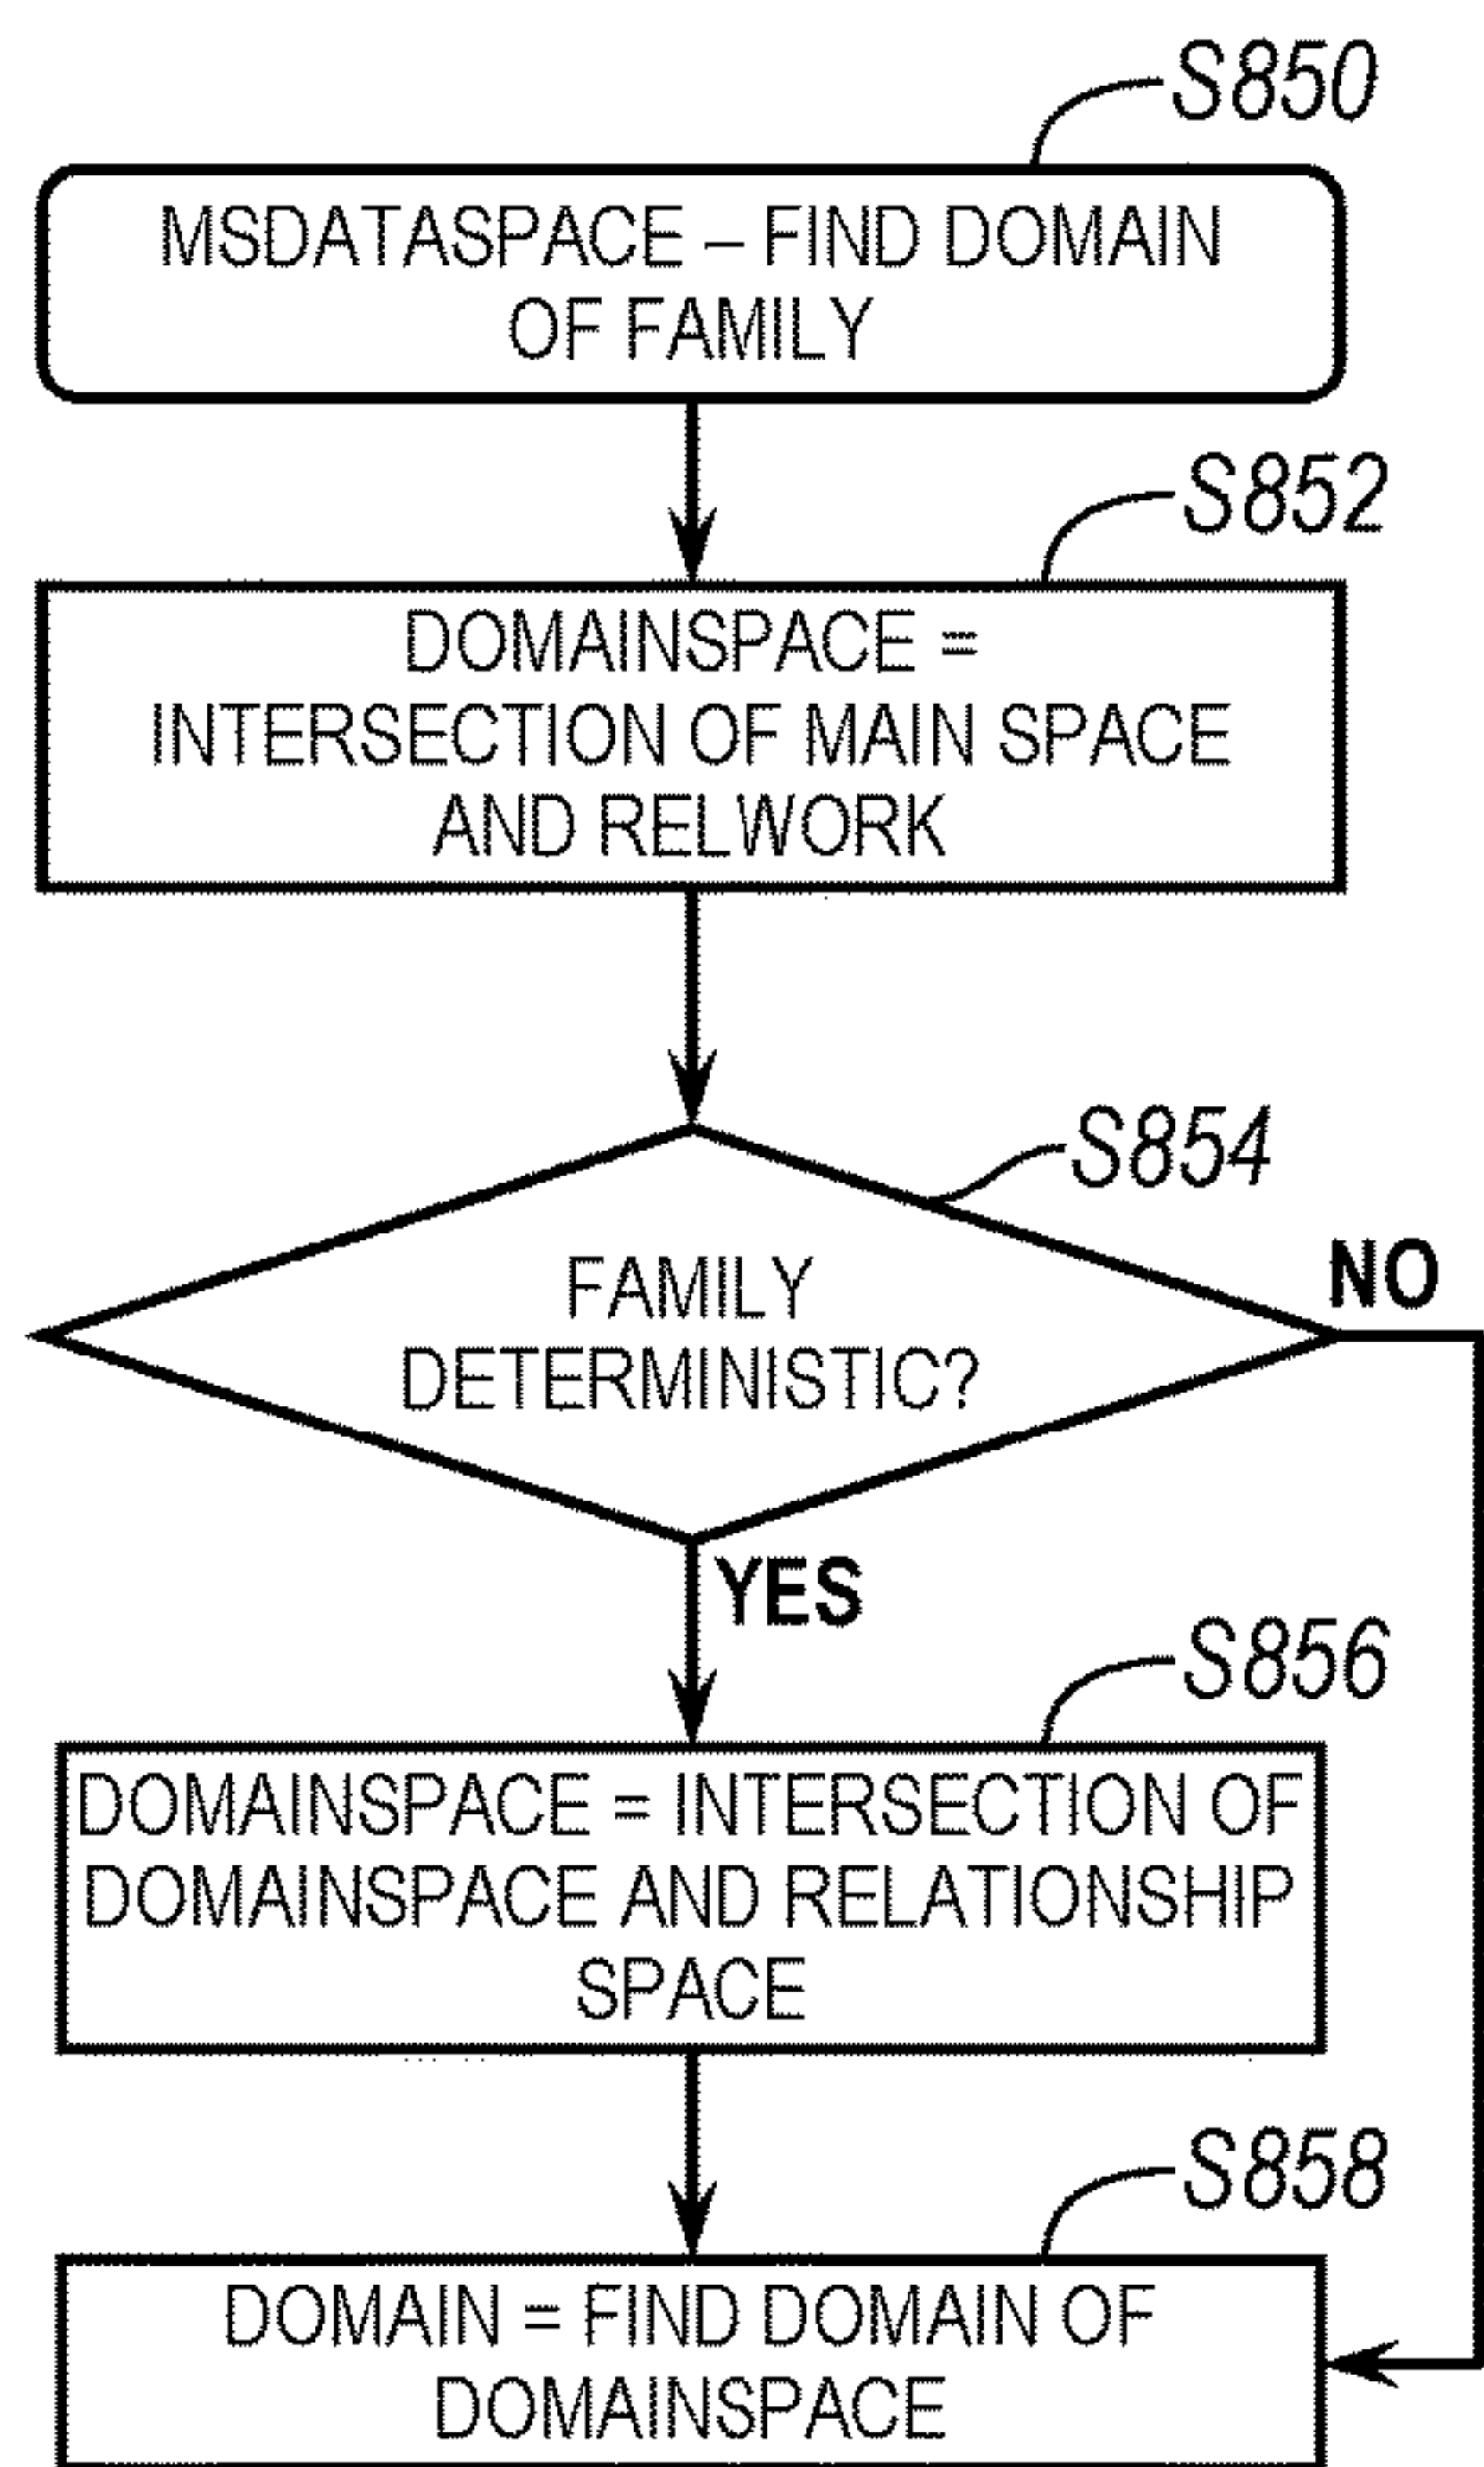 S850
MSDATASPACE – FIND DOMAIN
OF FAMILY
S852
DOMAINSPACE =
INTERSECTION OF MAIN SPACE
AND RELWORK
S854
FAMILY
DETERMINISTIC?
NO
YES
S856
DOMAINSPACE = INTERSECTION OF
DOMAINSPACE AND RELATIONSHIP
SPACE
S858
DOMAIN = FIND DOMAIN OF
DOMAINSPACE